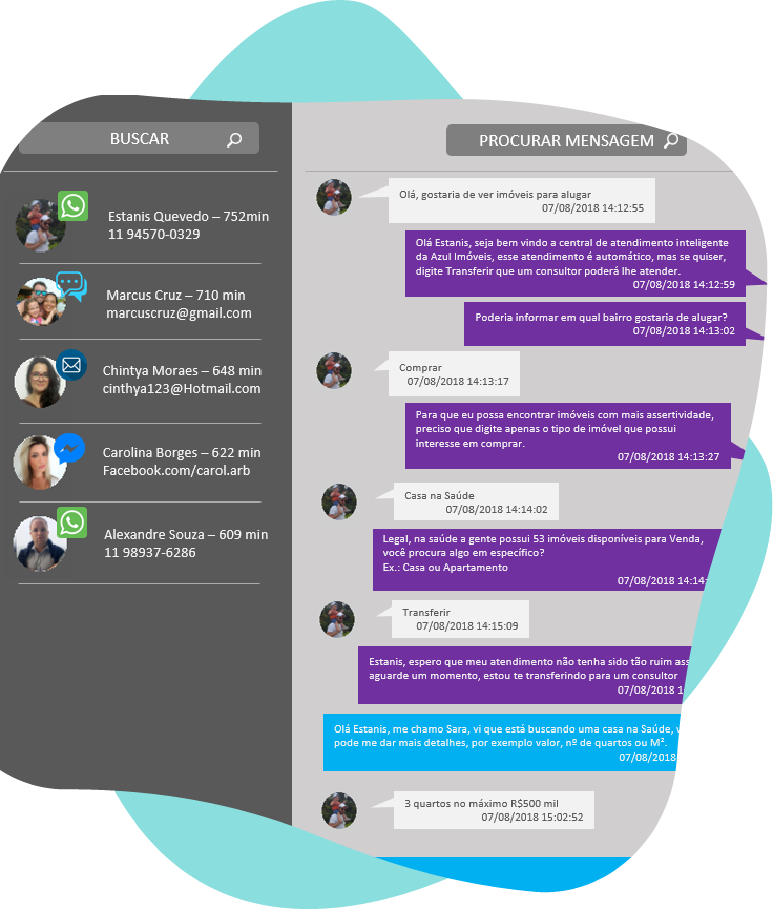 BUSCAR
Estanis Quevedo – 752min
11 94570-0329
Marcus Cruz – 710 min
marcuscruz@gmail.com
Chintya Moraes – 648 min
cinthya123@Hotmail.com
Carolina Borges – 622 min
Facebook.com/carol.arb
Alexandre Souza – 609 min
11 98937-6286
PROCURAR MENSAGEM
Olá, gostaria de ver imóveis para alugar
07/08/2018 14:12:55
Olá Estanis, seja bem vindo a central de atendimento inteligente
da Azul Imóveis, esse atendimento é automático, mas se quiser,
digite Transferir que um consultor poderá lhe atender.
07/08/2018 14:12:59
Poderia informar em qual bairro gostaria de alugar?
07/08/2018 14:13:02
Comprar
07/08/2018 14:13:17
Para que eu possa encontrar imóveis com mais assertividade,
preciso que digite apenas o tipo de imóvel que possui
interesse em comprar.
07/08/2018 14:13:27
Casa na Saúde
07/08/2018 14:14:02
Legal, na saúde a gente possui 53 imóveis disponíveis para Venda,
você procura algo em específico?
Ex.: Casa ou Apartamento
07/08/2018 14:14:
Transferir
07/08/2018 14:15:09
Estanis, espero que meu atendimento não tenha sido tão ruim ass
aguarde um momento, estou te transferindo para um consultor
07/08/2018 1
Olá Estanis, me chamo Sara, vi que está buscando uma casa na Saúde,
pode me dar mais detalhes, por exemplo valor, nº de quartos ou M².
07/08/2018
3 quartos no máximo R$500 mil
07/08/2018 15:02:52